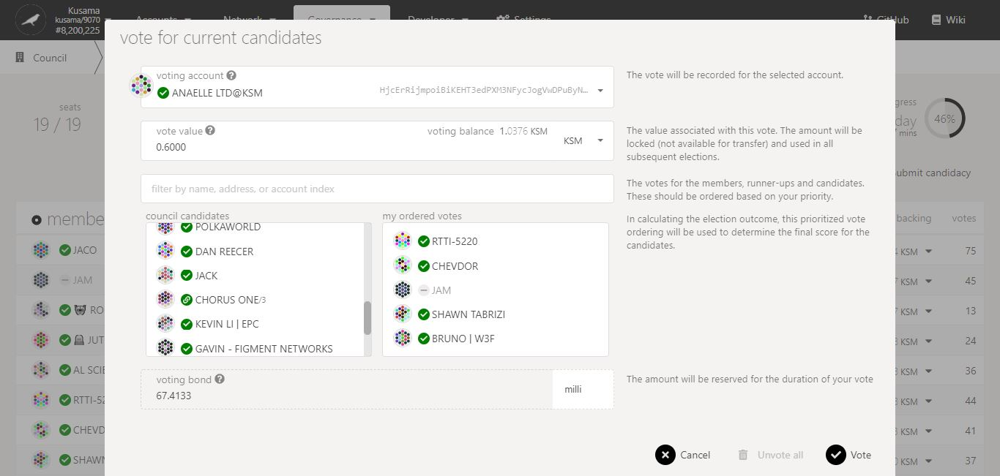 Kusama
kusama/9070
#8,200,225
Accounts
Network
Governance
Developer
Settings
GitHub
Wiki
Council
vote for current candidates
voting account
ANAELLE LTD@KSM
HjcErRijmpoiBiKEHT3edPXM3NFycJogVwDPuByN…
The vote will be recorded for the selected account.
seats
19 / 19
gress
day
mins
46%
vote value
0.6000
voting balance 1.0376 KSM
KSM
The value associated with this vote. The amount will be
locked (not available for transfer) and used in all
subsequent elections.
ubmit candidacy
filter by name, address, or account index
The votes for the members, runner-ups and candidates.
These should be ordered based on your priority.
council candidates
my ordered votes
In calculating the election outcome, this prioritized vote
ordering will be used to determine the final score for the
candidates.
POLKAWORLD
DAN REECER
JACK
CHORUS ONE/3
KEVIN LI | EPC
GAVIN - FIGMENT NETWORKS
RTTI-5220
CHEVDOR
JAM
SHAWN TABRIZI
BRUNO | W3F
membe
backing
votes
JACO
KSM
75
JAM
KSM
45
RO
KSM
13
JUT
KSM
24
AL SCIE
KSM
36
RTTI-52
KSM
44
CHEVD
KSM
41
SHAWN
KSM
37
voting bond
67.4133
milli
The amount will be reserved for the duration of your vote
Cancel
Unvote all
Vote